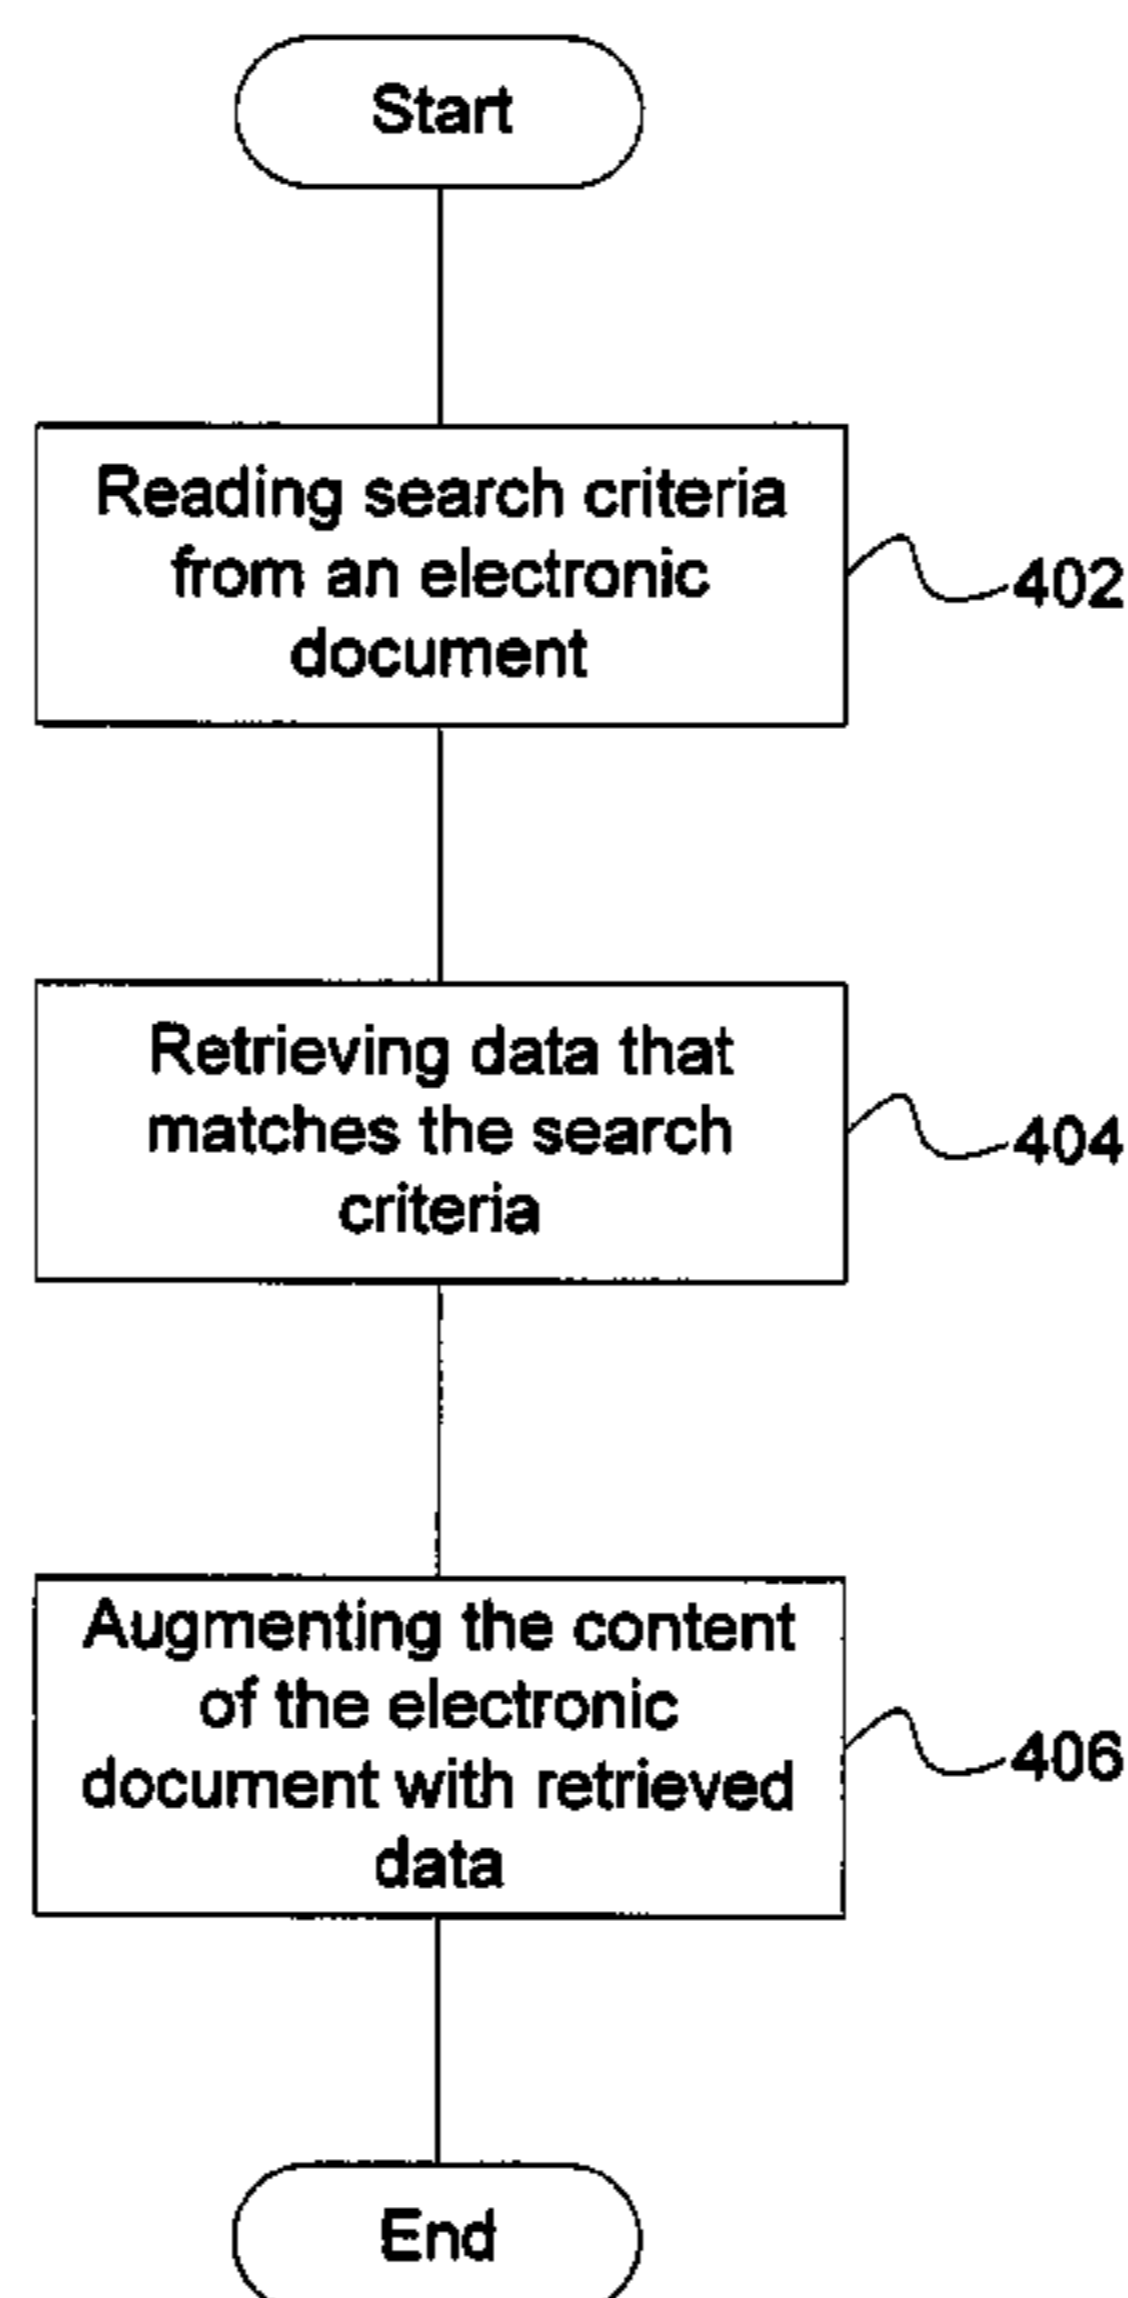 Start
Reading search criteria
from an electronic
document
402
Retrieving data that
matches the search
criteria
404
Augmenting the content
of the electronic
document with retrieved
data
406
End